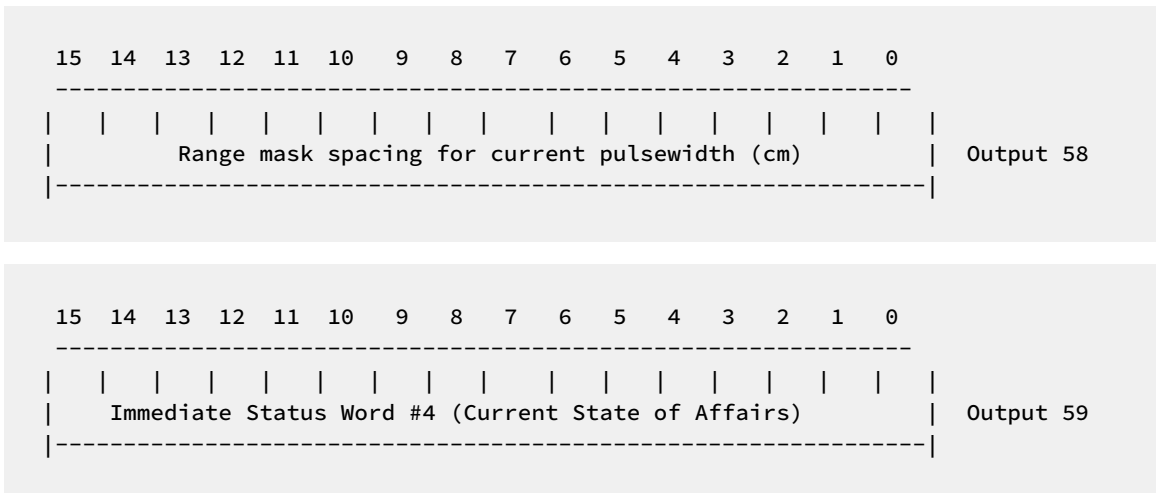 15 14 13 12 11 10 9 8 7 6 5 4 3 2 1 0
---------------------------------------------------------------
| | | | | | | | | | | | | | | | |
| Range mask spacing for current pulsewidth (cm) | Output 58
|----------------------------------------------------------------|
15 14 13 12 11 10 9 8 7 6 5 4 3 2 1 0
---------------------------------------------------------------
| | | | | | | | | | | | | | | | |
| Immediate Status Word #4 (Current State of Affairs) | Output 59
|----------------------------------------------------------------|